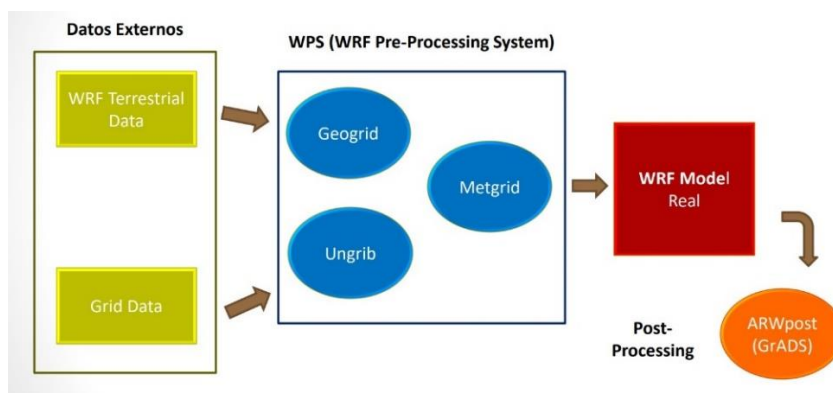 Datos Externos
WPS (WRF Pre-Processing System)
WRF Terrestrial
Data
Geogrid
Metgrid
WRF Model
Real
Ungrib
Grid Data
Post-
Processing
ARWpost
(GrADS)